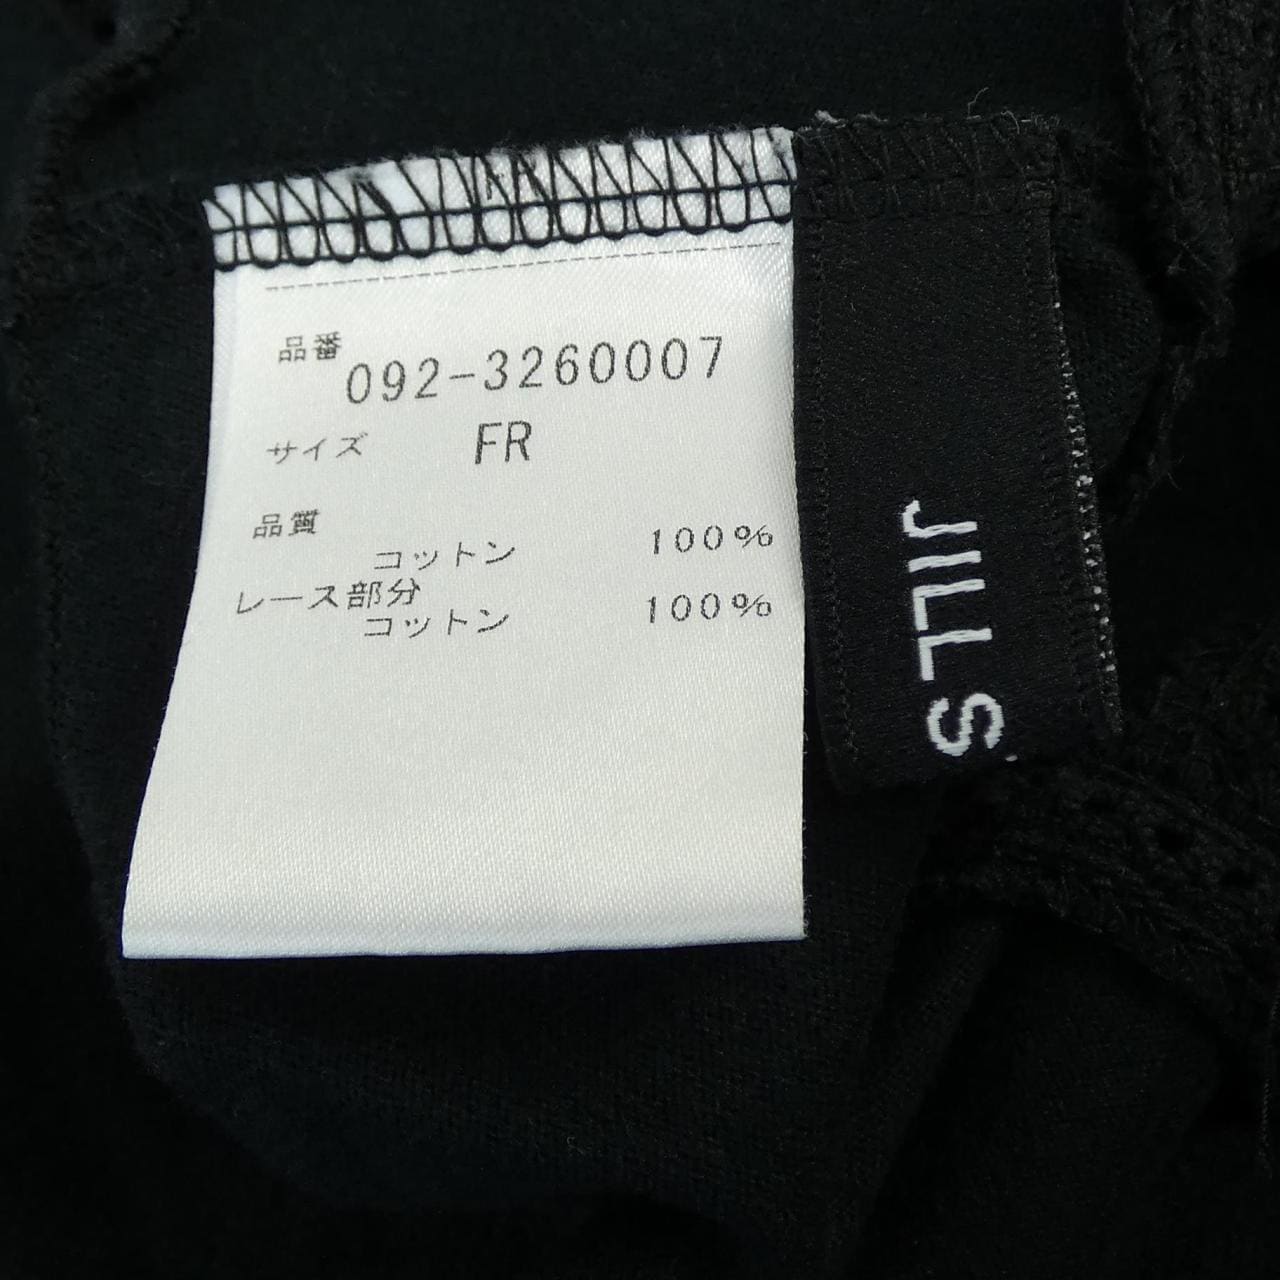 品番
092-3260007
サイズ FR
品質
コットン 100%
レース部分
コットン 100%
JILL S